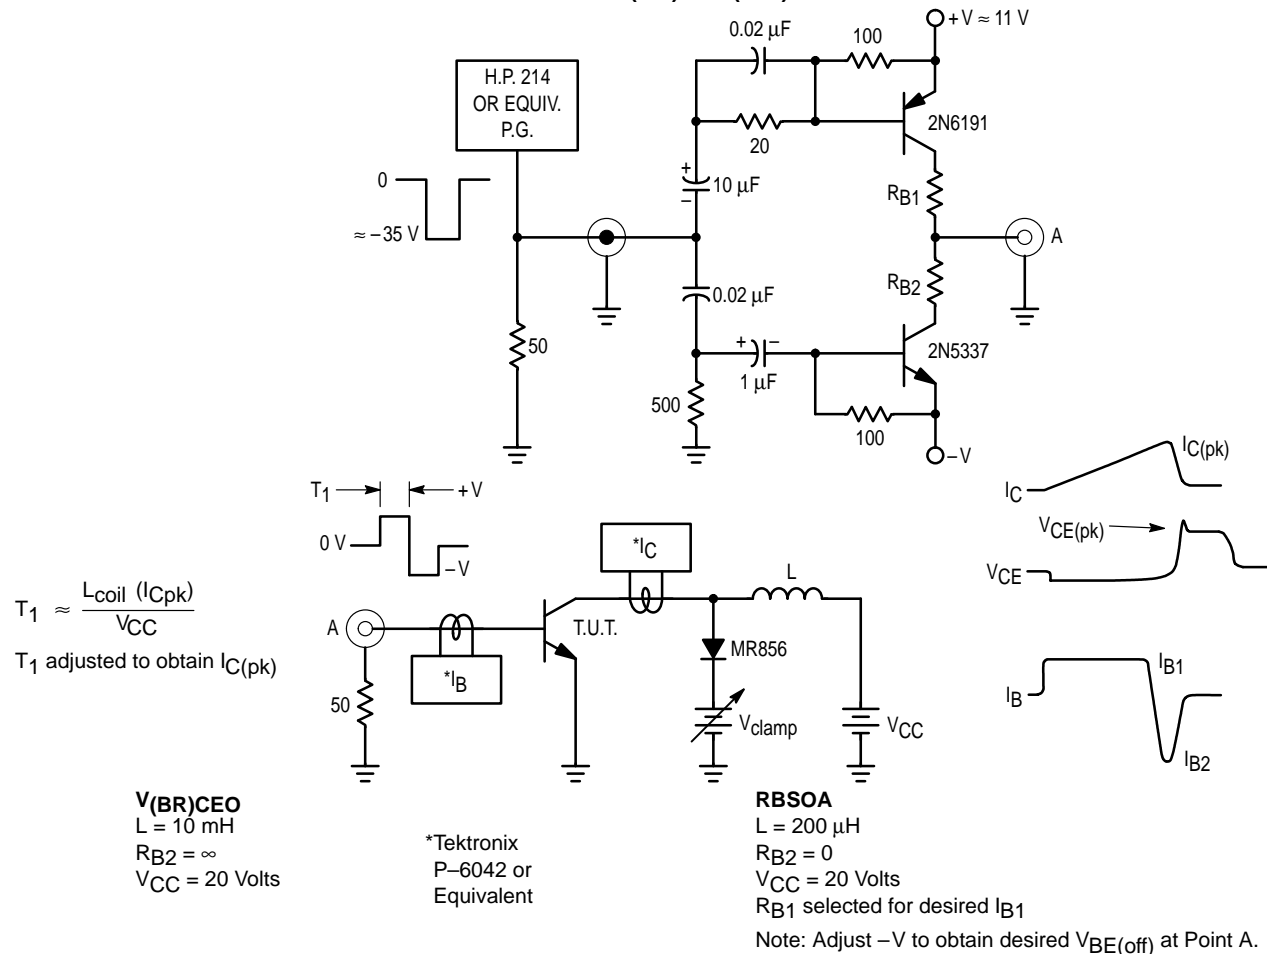 +V ≈ 11 V
0.02 μF
100
H.P. 214
OR EQUIV.
P.G.
2N6191
20
0
+
10 μF
–
RB1
≈ –35 V
A
RB2
0.02 μF
50
+ –
2N5337
1 μF
500
100
–V
IC(pk)
T1
+V
IC
*IC
VCE(pk)
0 V
–V
L
VCE
T1 ≈ Lcoil (ICpk)
VCC
A
T.U.T.
MR856
T1 adjusted to obtain IC(pk)
*IB
IB1
IB
50
Vclamp
VCC
IB2
V(BR)CEO
L = 10 mH
RB2 = ∞
VCC = 20 Volts
*Tektronix
P–6042 or
Equivalent
RBSOA
L = 200 μH
RB2 = 0
VCC = 20 Volts
RB1 selected for desired IB1
Note: Adjust –V to obtain desired VBE(off) at Point A.